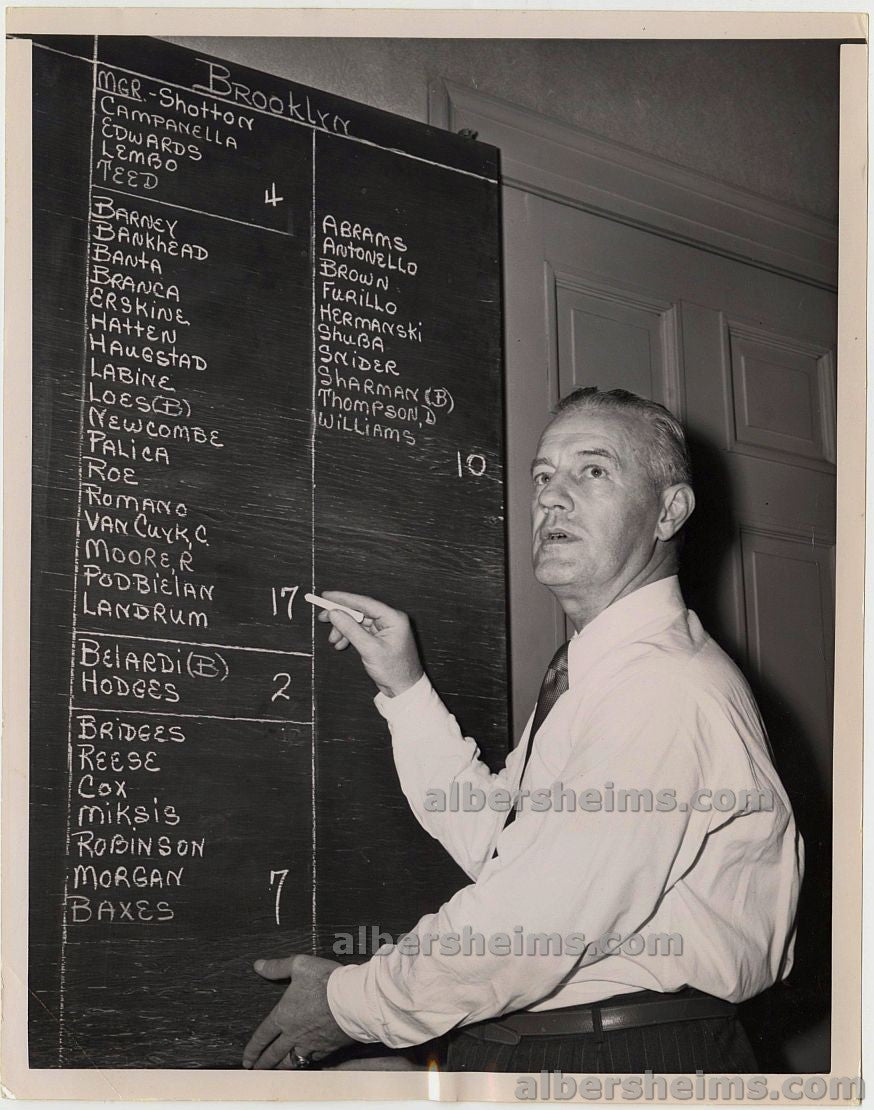 Brooklyn
MGR.-Shotton
CAMPANELLA
EDWARDS
LEMBO
TEED
4
BARNEY
BANKHEAD
BANTA
BRANCA
ERSKINE
HATTEN
HAUGSTAD
LABINE
LOES(B)
NEWCOMBE
PALICA
ROE
ROMANO
VAN CUYK, C.
MOORE, R
PODBIELAN
LANDRUM
17
BELARDI(B)
HODGES
2
BRIDGES
REESE
COX
MIKSIS
ROBINSON
MORGAN
BAXES
7
ABRAMS
ANTONELLO
BROWN
FURILLO
HERMANSKI
SHUBA
SNIDER
SHARMAN(B)
THOMPSON, D
WILLIAMS
10
albersheims.com
albersheims.com
albersheims.com